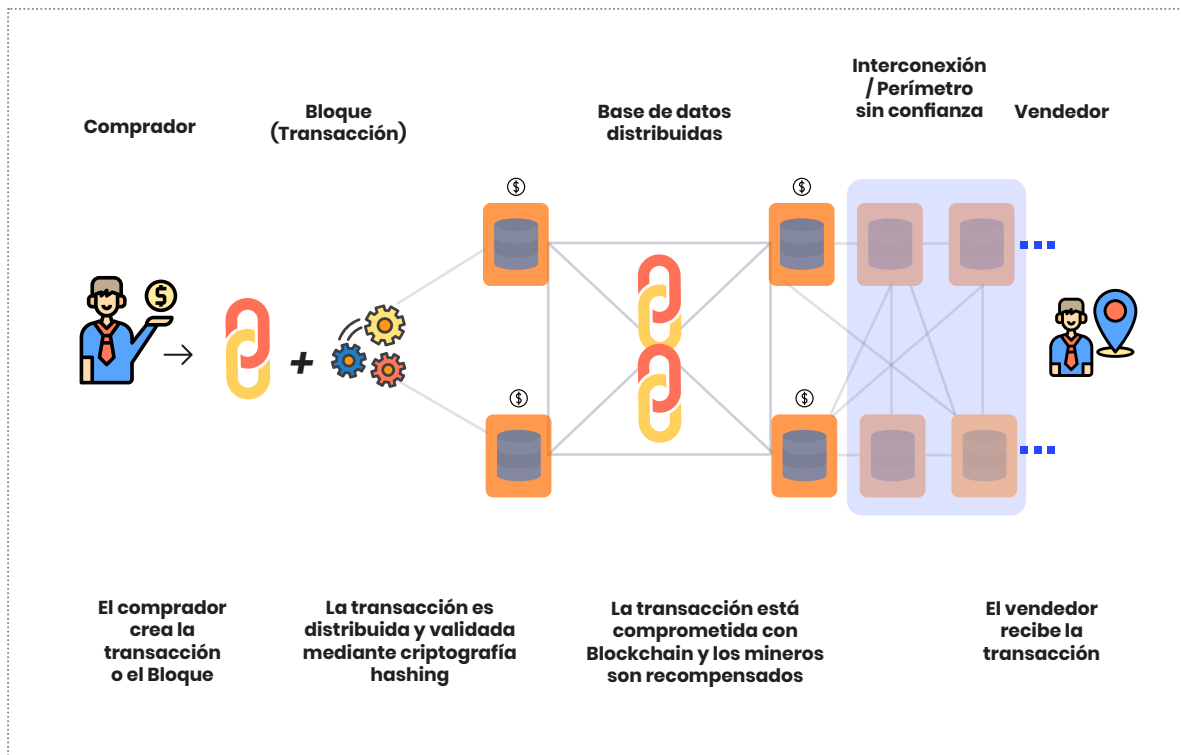 Comprador
Bloque
(Transacción)
Base de datos
distribuidas
Interconexión
/ Perímetro
sin confianza
Vendedor
$
$
$
$
$
El comprador
crea la
transacción
o el Bloque
La transacción es
distribuida y validada
mediante criptografía
hashing
La transacción está
comprometida con
Blockchain y los mineros
son recompensados
El vendedor
recibe la
transacción